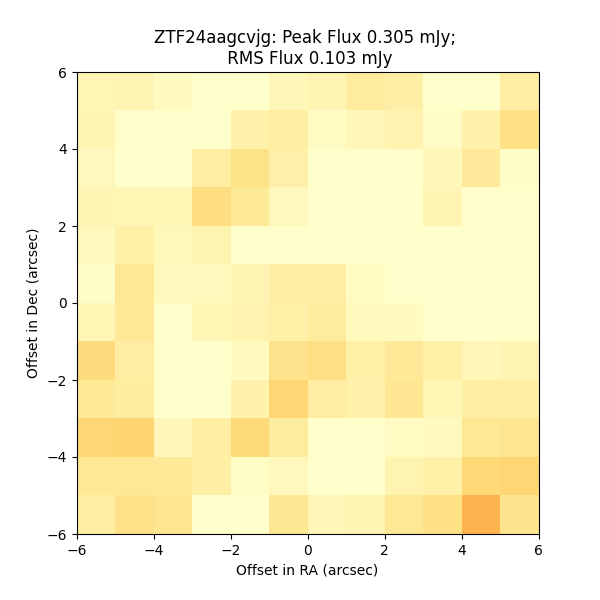 ZTF24aagcvjg: Peak Flux 0.305 mJy;
RMS Flux 0.103 mJy
6
4
2
0
−2
−4
−6
Offset in Dec (arcsec)
−6 −4 −2 0 2 4 6
Offset in RA (arcsec)